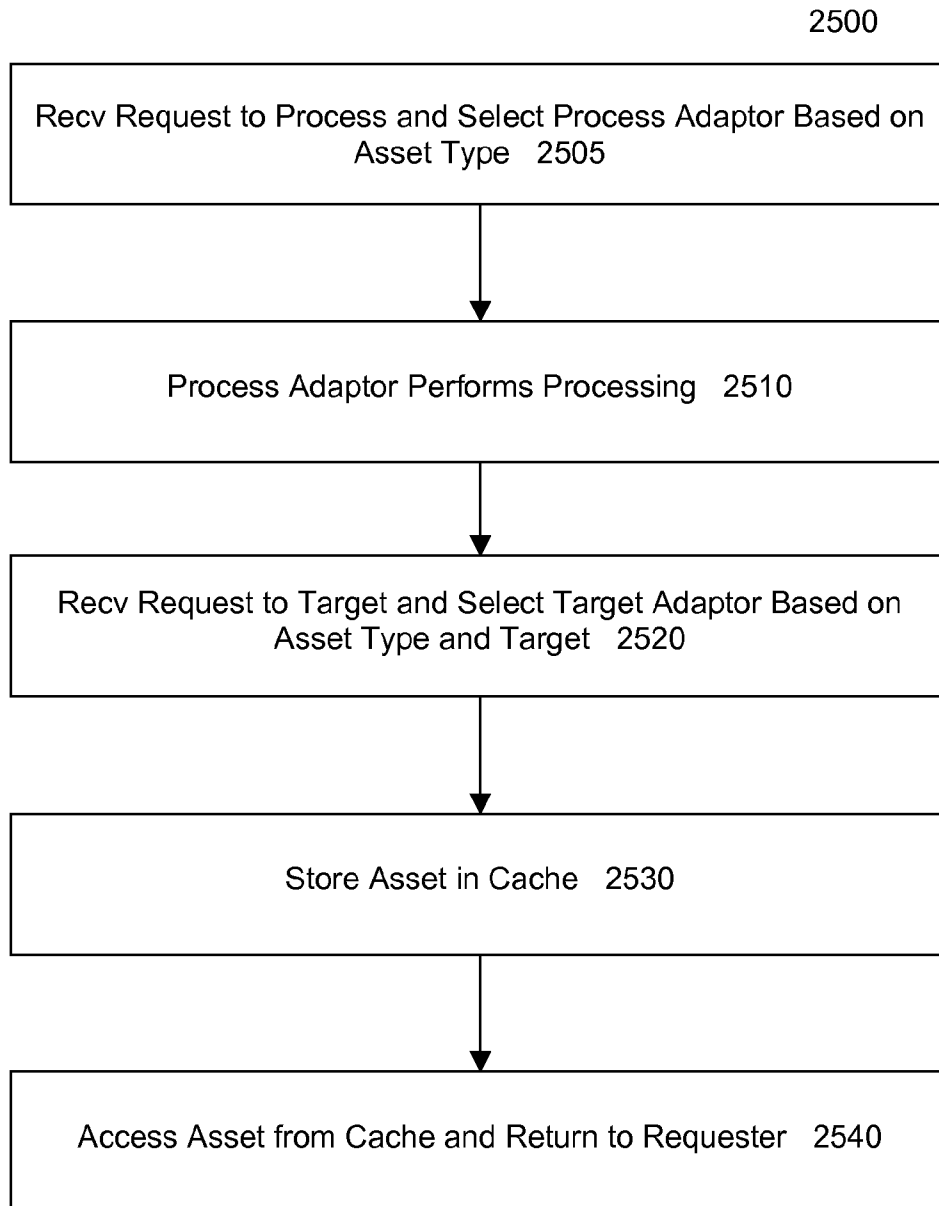 2500
Recv Request to Process and Select Process Adaptor Based on
Asset Type 2505
Process Adaptor Performs Processing 2510
Recv Request to Target and Select Target Adaptor Based on
Asset Type and Target 2520
Store Asset in Cache 2530
Access Asset from Cache and Return to Requester 2540